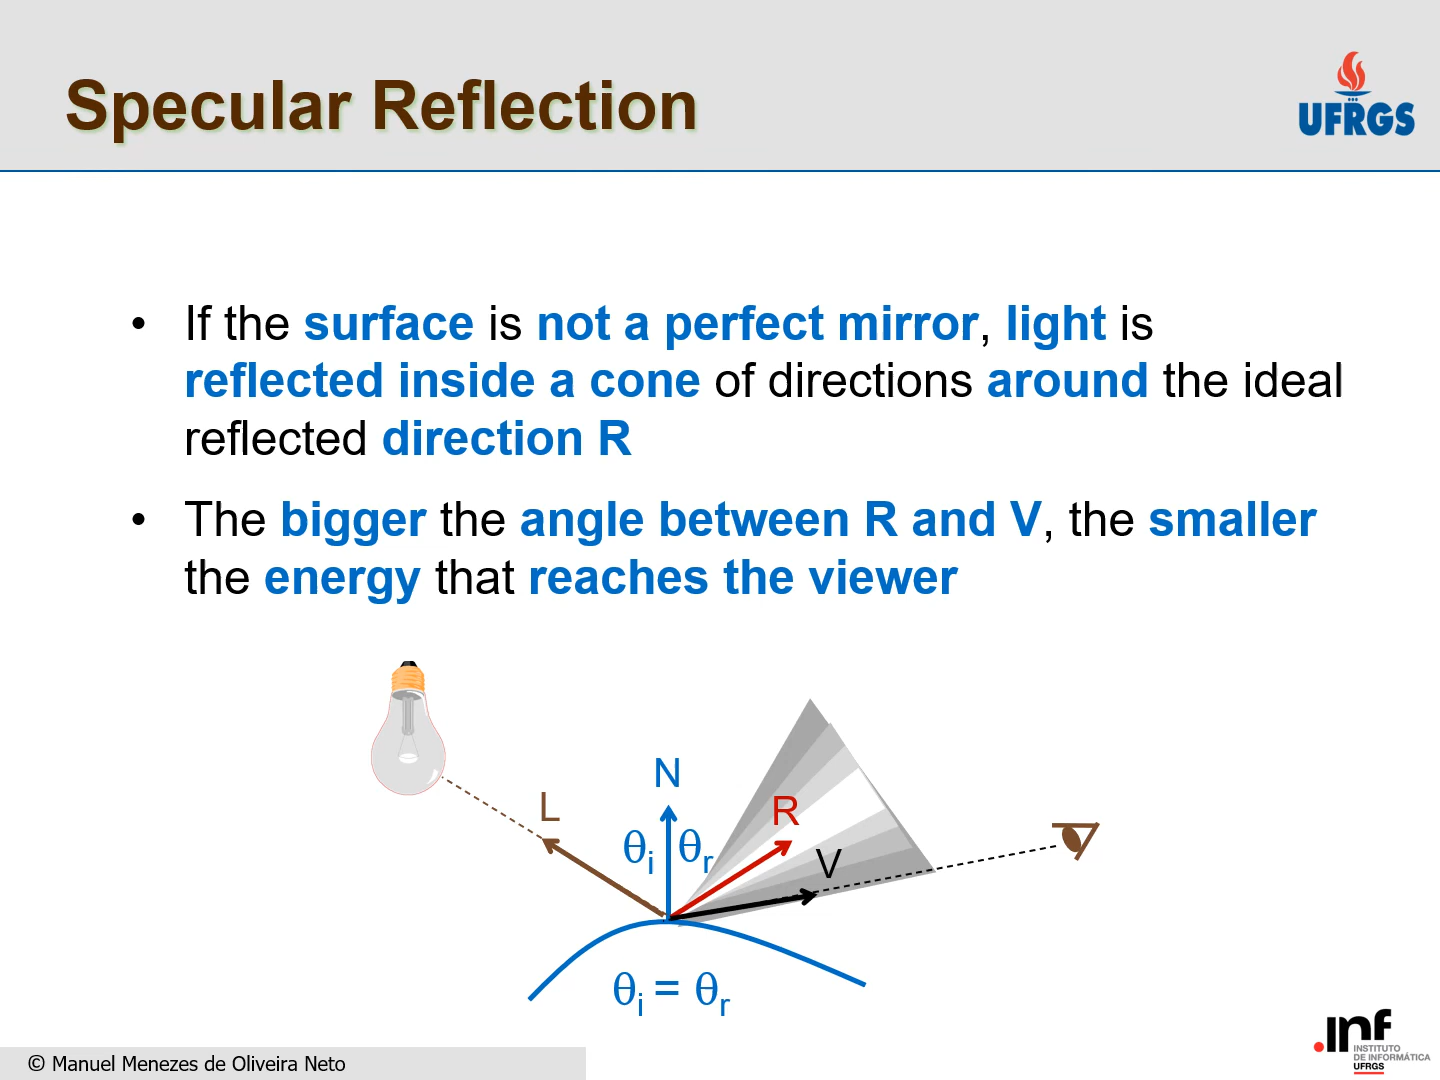 Specular Reflection
UFRGS
• If the surface is not a perfect mirror, light is
reflected inside a cone of directions around the ideal
reflected direction R
• The bigger the angle between R and V, the smaller
the energy that reaches the viewer
N
L
R
θi θr
V
θi = θr
.inf
INSTITUTO
DE INFORMÁTICA
UFRGS
© Manuel Menezes de Oliveira Neto